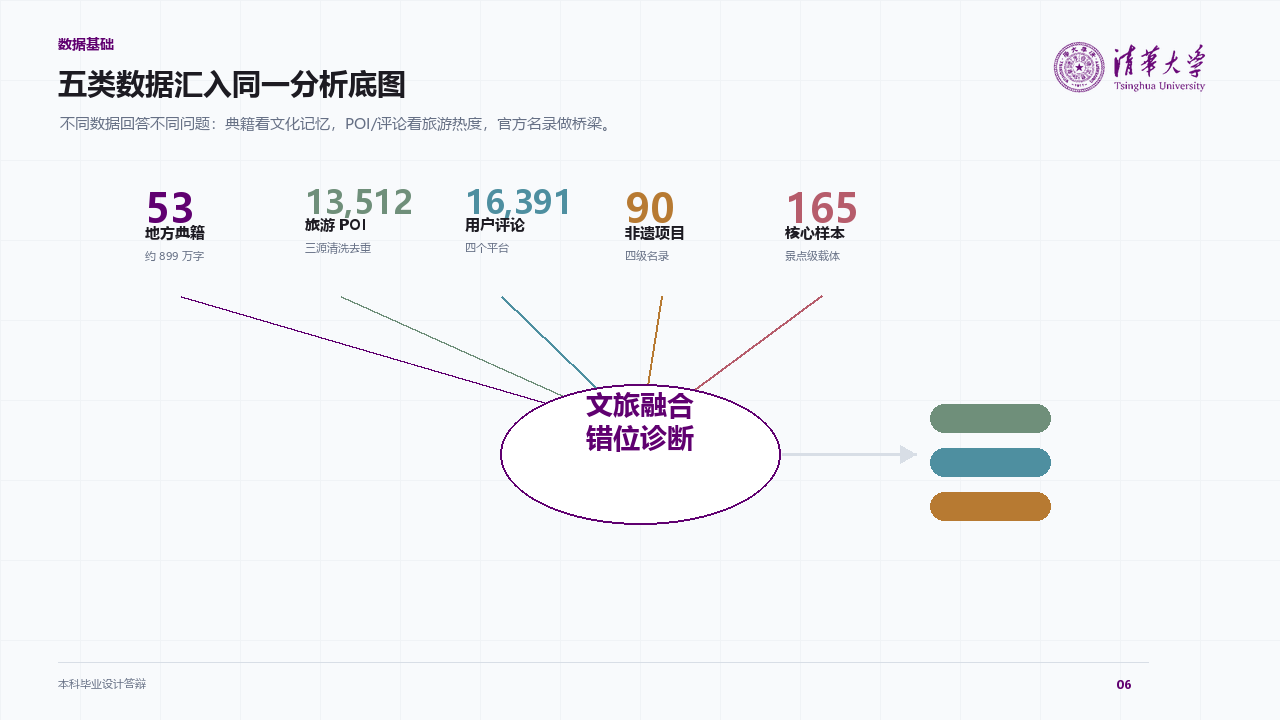 数据基础
五类数据汇入同一分析底图
清华大学
Tsinghua University
不同数据回答不同问题：典籍看文化记忆，POI/评论看旅游热度，官方名录做桥梁。
53
地方典籍
约 899 万字
13,512
旅游 POI
三源清洗去重
16,391
用户评论
四个平台
90
非遗项目
四级名录
165
核心样本
景点级载体
文旅融合
错位诊断
本科毕业设计答辩
06